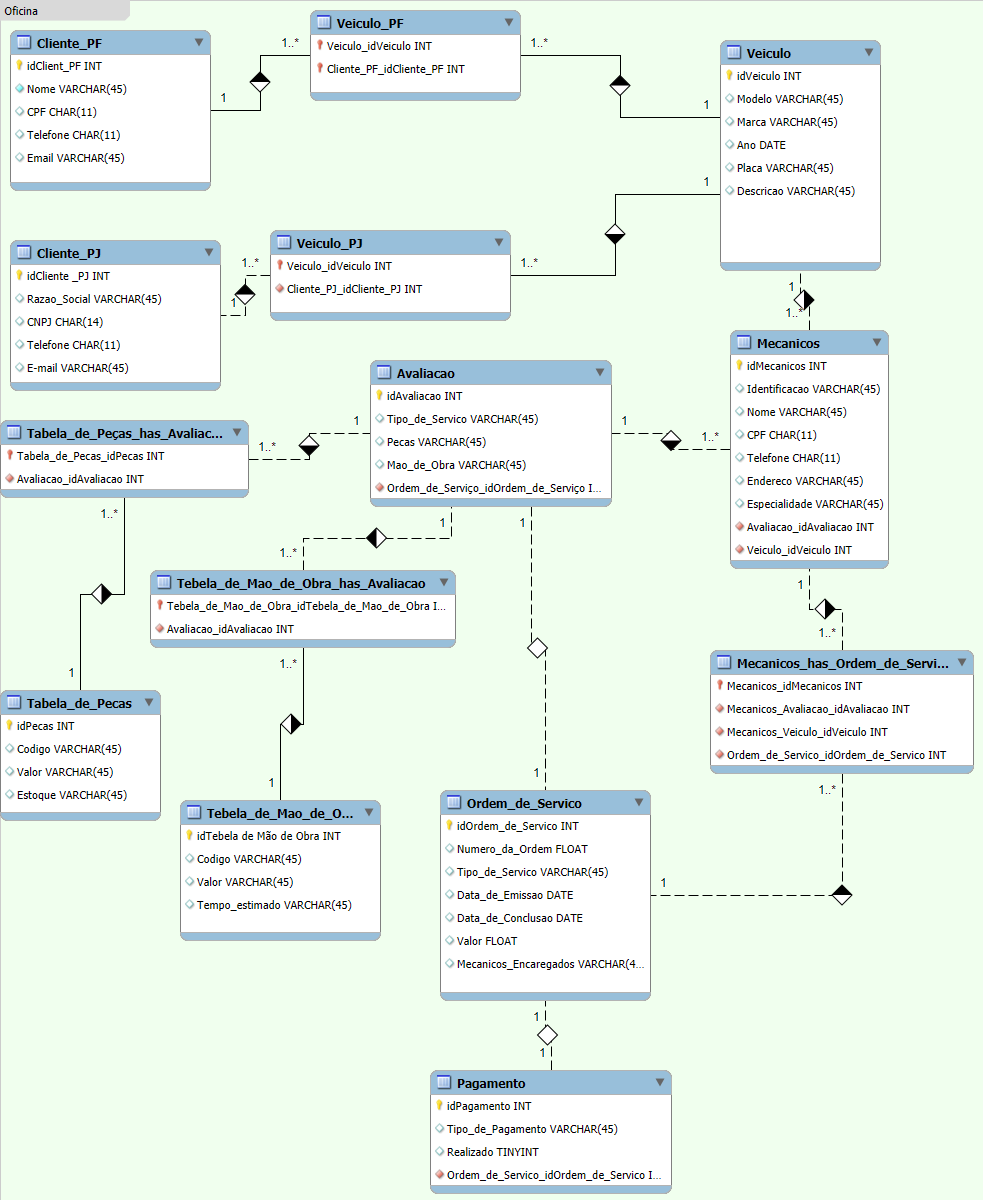 Oficina
Cliente_PF
idClient_PF INT
Nome VARCHAR(45)
CPF CHAR(11)
Telefone CHAR(11)
Email VARCHAR(45)
1
1..*
Veiculo_PF
Veiculo_idVeiculo INT
Cliente_PF_idCliente_PF INT
1..*
1
Veiculo
idVeiculo INT
Modelo VARCHAR(45)
Marca VARCHAR(45)
Ano DATE
Placa VARCHAR(45)
Descricao VARCHAR(45)
1
1..*
Cliente_PJ
idCliente _PJ INT
Razao_Social VARCHAR(45)
CNPJ CHAR(14)
Telefone CHAR(11)
E-mail VARCHAR(45)
1..*
1
Veiculo_PJ
Veiculo_idVeiculo INT
Cliente_PJ_idCliente_PJ INT
1
1..*
Mecanicos
idMecanicos INT
Identificacao VARCHAR(45)
Nome VARCHAR(45)
CPF CHAR(11)
Telefone CHAR(11)
Endereco VARCHAR(45)
Especialidade VARCHAR(45)
Avaliacao_idAvaliacao INT
Veiculo_idVeiculo INT
Avaliacao
idAvaliacao INT
Tipo_de_Servico VARCHAR(45)
Pecas VARCHAR(45)
Mao_de_Obra VARCHAR(45)
Ordem_de_Serviço_idOrdem_de_Serviço I...
1
1..*
1
1..*
Tabela_de_Peças_has_Avaliac...
Tabela_de_Pecas_idPecas INT
Avaliacao_idAvaliacao INT
1..*
1
1
1..*
1
Tebela_de_Mao_de_Obra_has_Avaliacao
Tebela_de_Mao_de_Obra_idTebela_de_Mao_de_Obra I...
Avaliacao_idAvaliacao INT
1..*
1
1
1..*
Mecanicos_has_Ordem_de_Servi...
Mecanicos_idMecanicos INT
Mecanicos_Avaliacao_idAvaliacao INT
Mecanicos_Veiculo_idVeiculo INT
Ordem_de_Servico_idOrdem_de_Servico INT
1..*
Tabela_de_Pecas
idPecas INT
Codigo VARCHAR(45)
Valor VARCHAR(45)
Estoque VARCHAR(45)
Tebela_de_Mao_de_O...
idTebela de Mão de Obra INT
Codigo VARCHAR(45)
Valor VARCHAR(45)
Tempo_estimado VARCHAR(45)
1
Ordem_de_Servico
idOrdem_de_Servico INT
Numero_da_Ordem FLOAT
Tipo_de_Servico VARCHAR(45)
Data_de_Emissao DATE
Data_de_Conclusao DATE
Valor FLOAT
Mecanicos_Encaregados VARCHAR(4...
1
1
1
Pagamento
idPagamento INT
Tipo_de_Pagamento VARCHAR(45)
Realizado TINYINT
Ordem_de_Servico_idOrdem_de_Servico I...